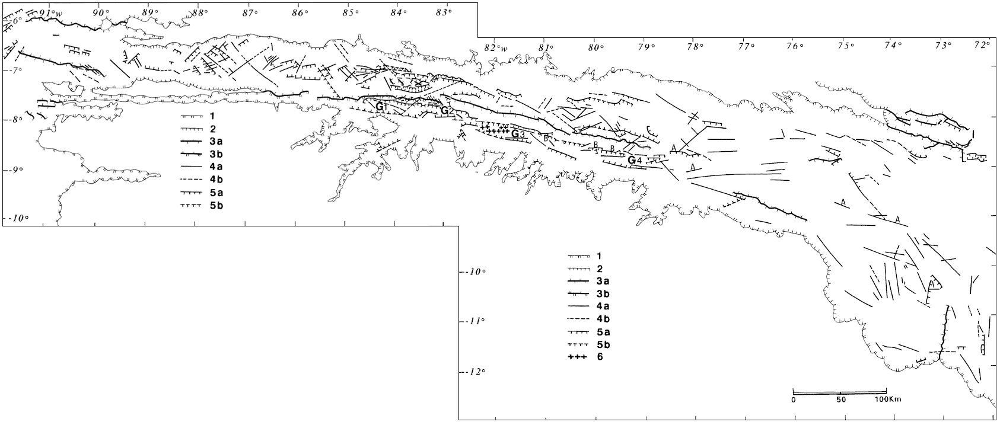 91°w 90° 89° 88° 87° 86° 85° 84° 83°
82°w 81° 80° 79° 78° 77° 76° 75° 74° 73° 72°
-6°
-7°
-8°
--9°
--10°
G1
G2
G3
G4
B
B
B
A
A
A
A
1
2
3a
3b
4a
4b
5a
5b
--10°
--11°
--12°
1
2
3a
3b
4a
4b
5a
5b
6
0 50 100Km